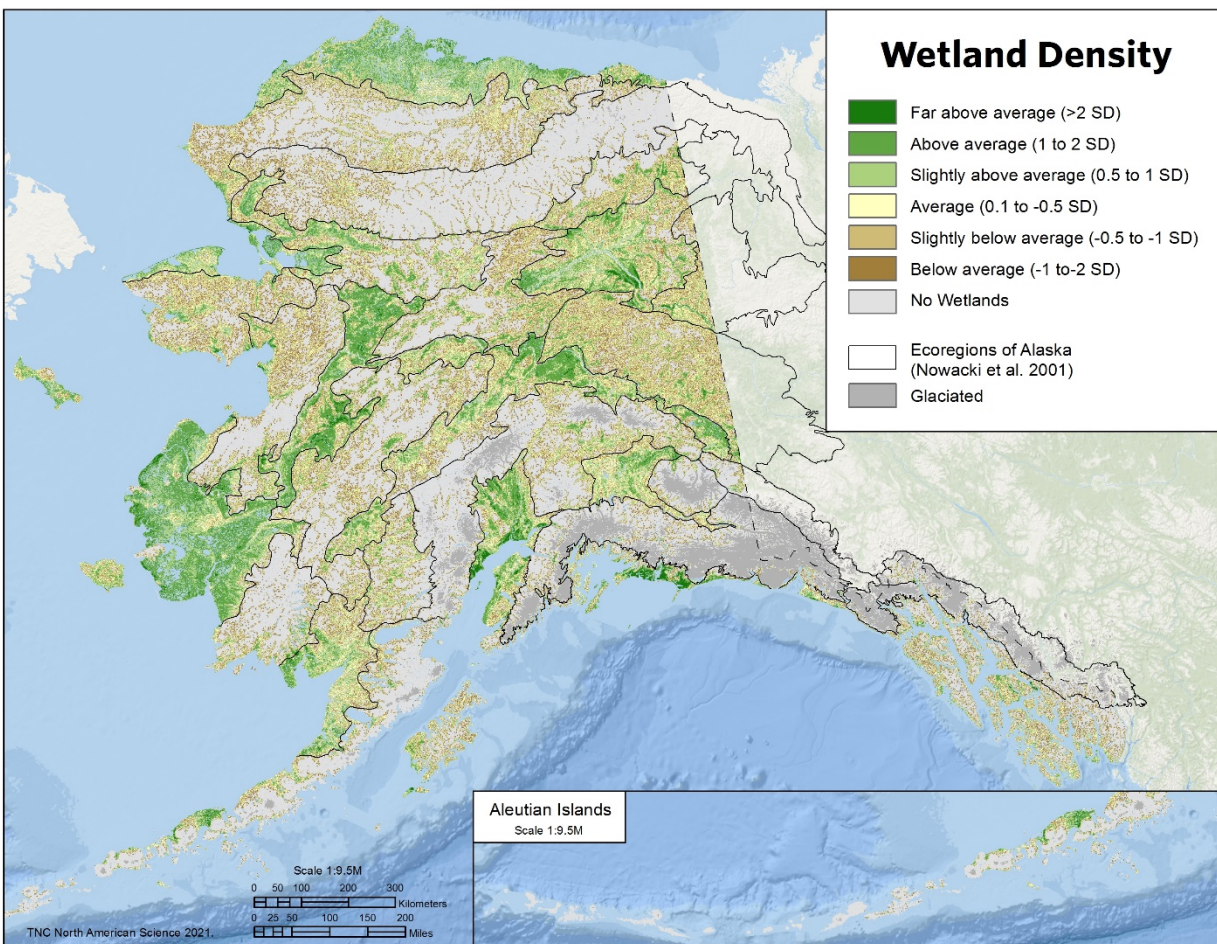 Wetland Density
Far above average (>2 SD)
Above average (1 to 2 SD)
Slightly above average (0.5 to 1 SD)
Average (0.1 to -0.5 SD)
Slightly below average (-0.5 to -1 SD)
Below average (-1 to-2 SD)
No Wetlands
Ecoregions of Alaska
(Nowacki et al. 2001)
Glaciated
Aleutian Islands
Scale 1:9.5M
Scale 1:9.5M
0 50 100 200 300
Kilometers
0 25 50 100 150 200
Miles
TNC North American Science 2021.